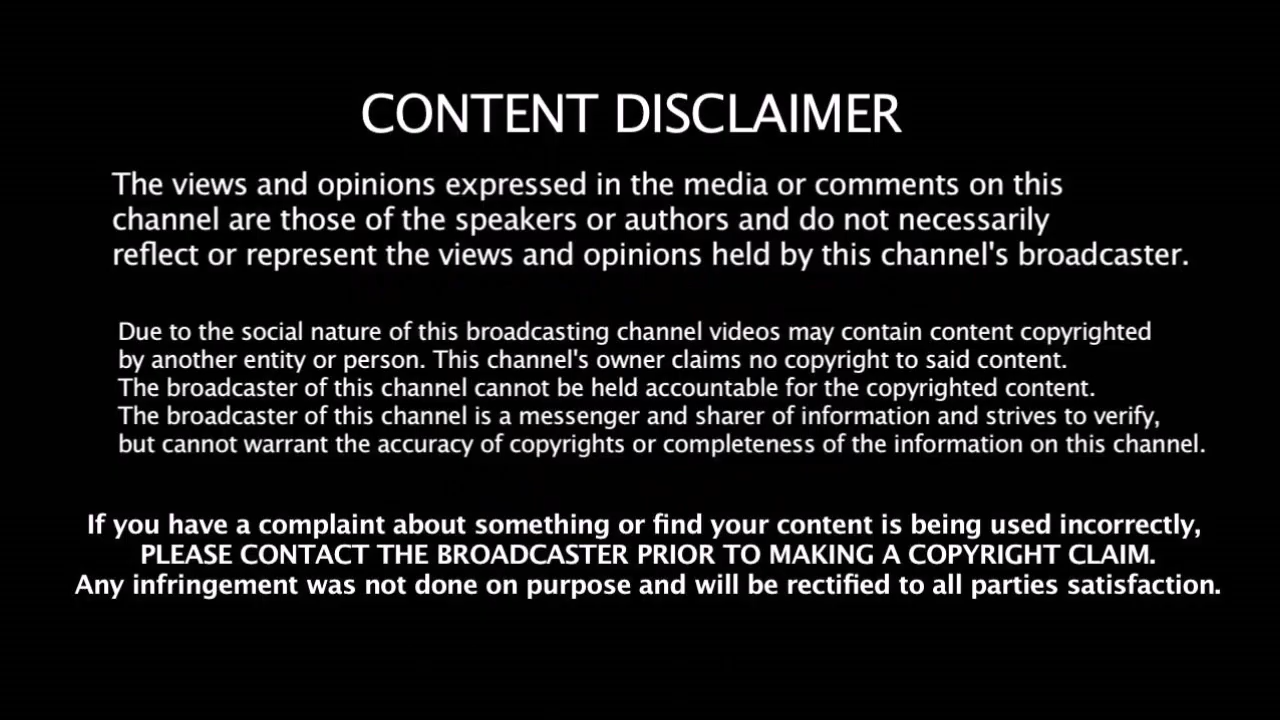 CONTENT DISCLAIMER
The views and opinions expressed in the media or comments on this
channel are those of the speakers or authors and do not necessarily
reflect or represent the views and opinions held by this channel's broadcaster.
Due to the social nature of this broadcasting channel videos may contain content copyrighted
by another entity or person. This channel's owner claims no copyright to said content.
The broadcaster of this channel cannot be held accountable for the copyrighted content.
The broadcaster of this channel is a messenger and sharer of information and strives to verify,
but cannot warrant the accuracy of copyrights or completeness of the information on this channel.
If you have a complaint about something or find your content is being used incorrectly,
PLEASE CONTACT THE BROADCASTER PRIOR TO MAKING A COPYRIGHT CLAIM.
Any infringement was not done on purpose and will be rectified to all parties satisfaction.